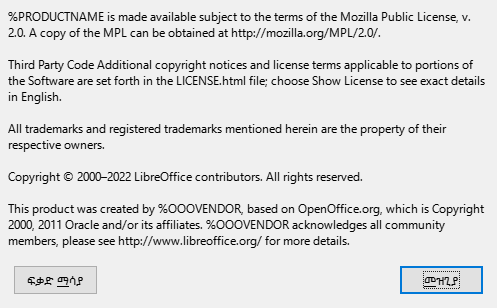 %PRODUCTNAME is made available subject to the terms of the Mozilla Public License, v.
2.0. A copy of the MPL can be obtained at http://mozilla.org/MPL/2.0/.
Third Party Code Additional copyright notices and license terms applicable to portions of
the Software are set forth in the LICENSE.html file; choose Show License to see exact details
in English.
All trademarks and registered trademarks mentioned herein are the property of their
respective owners.
Copyright © 2000–2022 LibreOffice contributors. All rights reserved.
This product was created by %OOOVENDOR, based on OpenOffice.org, which is Copyright
2000, 2011 Oracle and/or its affiliates. %OOOVENDOR acknowledges all community
members, please see http://www.libreoffice.org/ for more details.
ፍቃድ ማሳያ
መዝጊያ